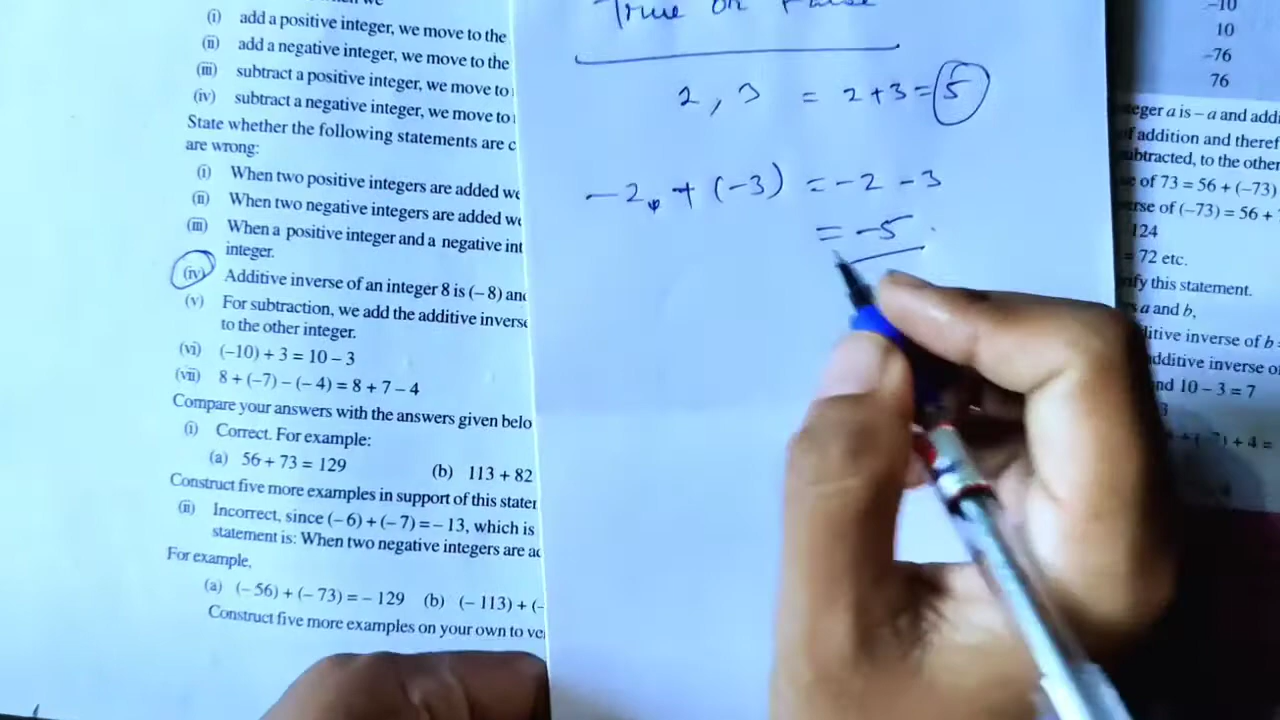 (i) add a positive integer, we move to the
(ii) add a negative integer, we move to the
(iii) subtract a positive integer, we move to
(iv) subtract a negative integer, we move to
State whether the following statements are c
are wrong:
(i) When two positive integers are added we
(ii) When two negative integers are added we
(iii) When a positive integer and a negative int
integer.
(iv) Additive inverse of an integer 8 is (– 8) and
(v) For subtraction, we add the additive inverse
to the other integer.
(vi) (–10) + 3 = 10 – 3
(vii) 8 + (–7) – (– 4) = 8 + 7 – 4
Compare your answers with the answers given belo
(i) Correct. For example:
(a) 56 + 73 = 129 (b) 113 + 82
Construct five more examples in support of this stater
(ii) Incorrect, since (– 6) + (– 7) = – 13, which is
statement is: When two negative integers are ad
For example,
(a) (– 56) + (– 73) = – 129 (b) (– 113) + (–
Construct five more examples on your own to ve
True or False
2, 3 = 2+3 = 5
-2, + (-3) = -2 -3
= -5
–10
10
–76
76
teger a is – a and addi
of addition and theref
ubtracted, to the other
e of 73 = 56 + (–73)
rse of (–73) = 56 +
124
= 72 etc.
ify this statement.
s a and b,
ditive inverse of b
additive inverse o
nd 10 – 3 = 7
3
) + 4 =